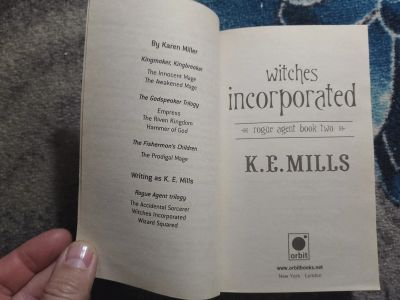 By Karen Miller
Kingmaker, Kingbreaker
The Innocent Mage
The Awakened Mage
The Godspeaker Trilogy
Empress
The Riven Kingdom
Hammer of God
The Fisherman's Children
The Prodigal Mage
Writing as K. E. Mills
Rogue Agent trilogy
The Accidental Sorcerer
Witches Incorporated
Wizard Squared
witches
incorporated
rogue agent book two
K.E.MILLS
orbit
www.orbitbooks.net
New York London